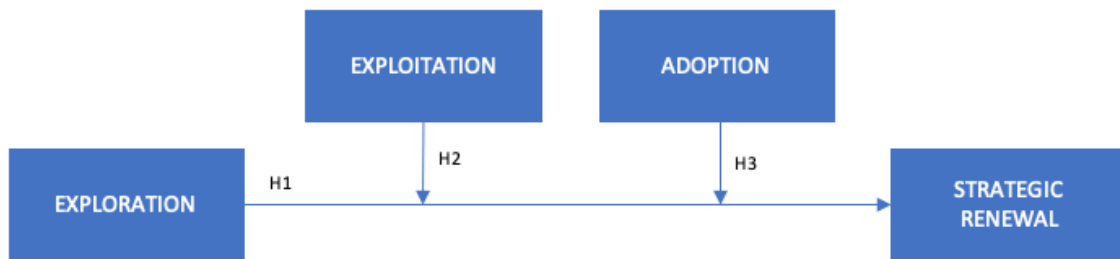 EXPLOITATION
ADOPTION
H2
H3
H1
EXPLORATION
STRATEGIC
RENEWAL